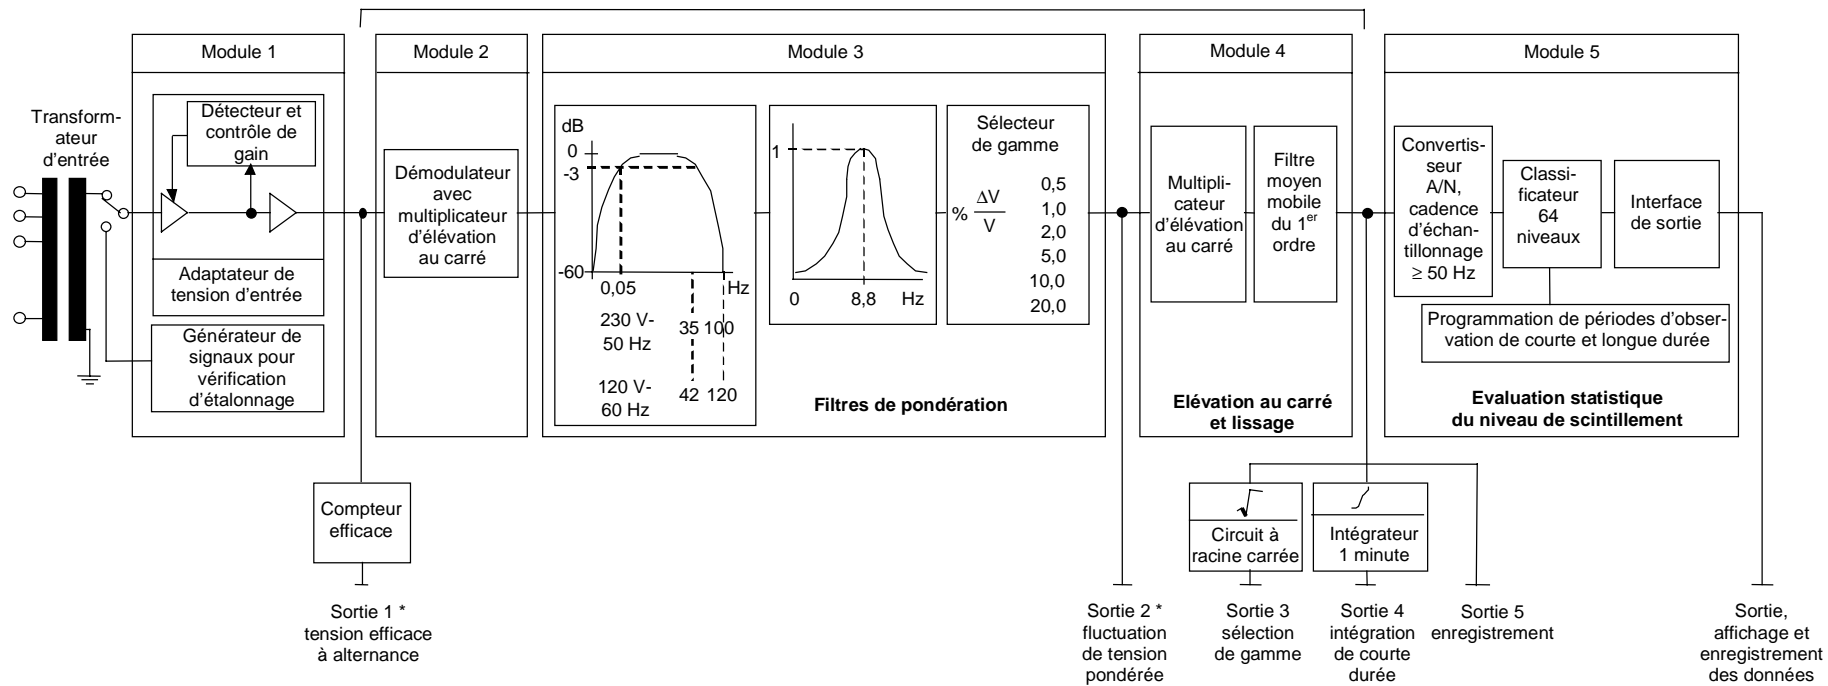 Module 1
Module 2
Module 3
Module 4
Module 5
Transform-
ateur
d'entrée
Détecteur et
contrôle de
gain
Adaptateur de
tension d'entrée
Générateur de
signaux pour
vérification
d'étalonnage
Démodulateur
avec
multiplicateur
d'élévation
au carré
dB
0
-3
-60
0,05
Hz
230 V-
50 Hz
35 100
120 V-
60 Hz
42 120
1
0
8,8
Hz
Sélecteur
de gamme
% ΔV
V
0,5
1,0
2,0
5,0
10,0
20,0
Filtres de pondération
Multipli-
cateur
d'élévation
au carré
Filtre
moyen
mobile
du 1er
ordre
Elévation au carré
et lissage
Convertis-
seur
A/N,
cadence
d'échan-
tillonnage
≥ 50 Hz
Classi-
ficateur
64
niveaux
Interface
de sortie
Programmation de périodes d'obser-
vation de courte et longue durée
Evaluation statistique
du niveau de scintillement
Compteur
efficace
√
Circuit à
racine carrée
Intégrateur
1 minute
Sortie 1 *
tension efficace
à alternance
Sortie 2 *
fluctuation
de tension
pondérée
Sortie 3
sélection
de gamme
Sortie 4
intégration
de courte
durée
Sortie 5
enregistrement
Sortie,
affichage et
enregistrement
des données